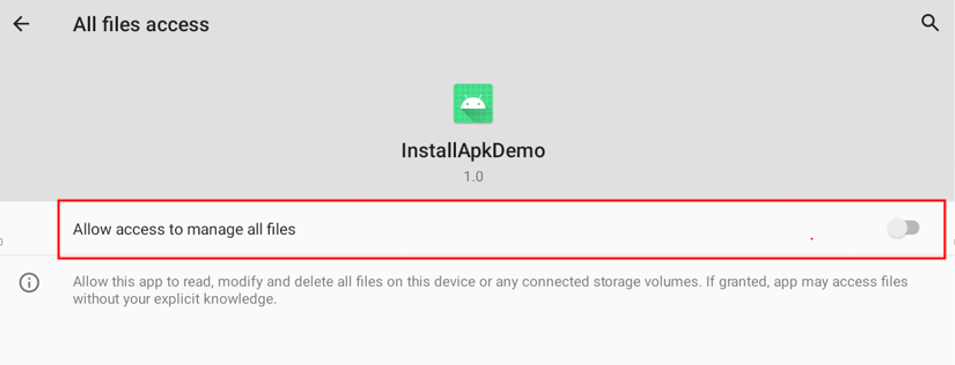 All files access
InstallApkDemo
1.0
Allow access to manage all files
Allow this app to read, modify and delete all files on this device or any connected storage volumes. If granted, app may access files
without your explicit knowledge.